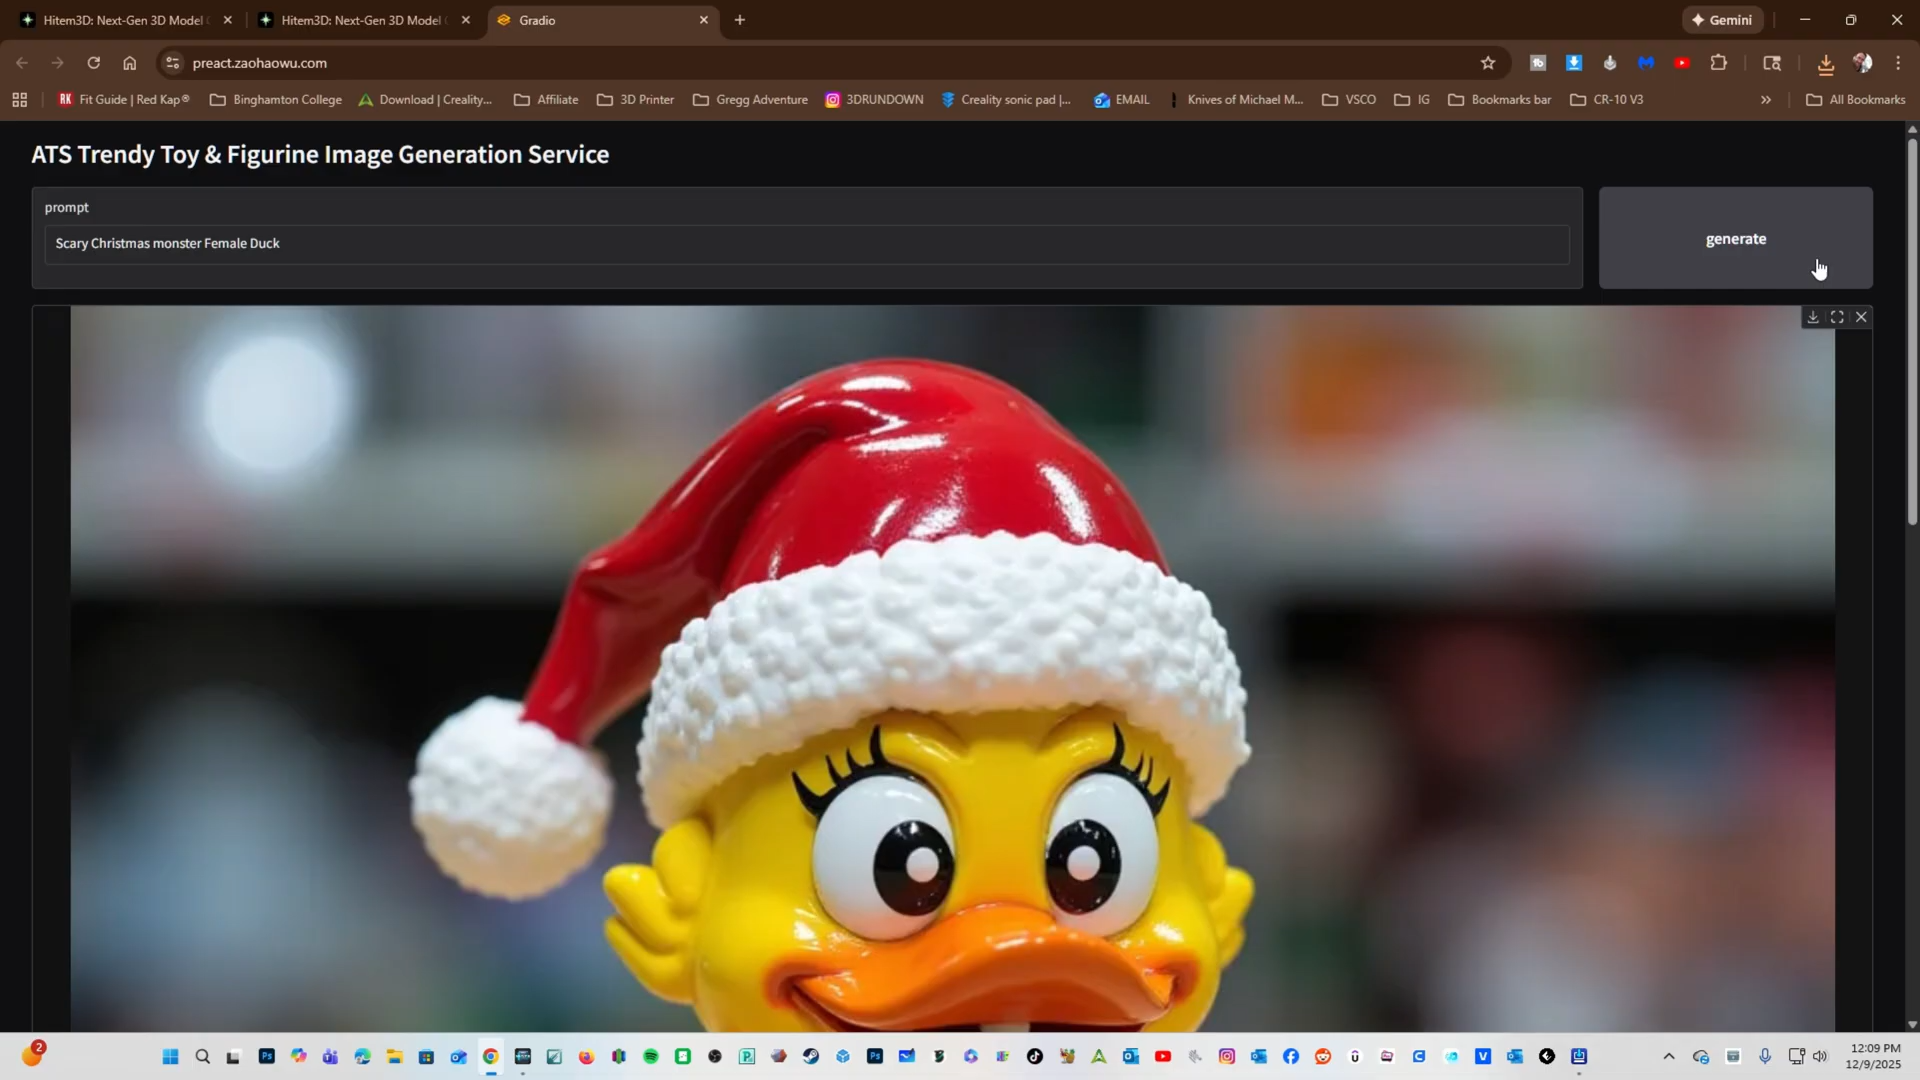 Hitem3D: Next-Gen 3D Model
Hitem3D: Next-Gen 3D Model
Gradio
Gemini
preact.zaohaowu.com
Fit Guide | Red Kap®
Binghamton College
Download | Creality...
Affiliate
3D Printer
Gregg Adventure
3DRUNDOWN
Creality sonic pad |...
EMAIL
Knives of Michael M...
VSCO
IG
Bookmarks bar
CR-10 V3
All Bookmarks
ATS Trendy Toy & Figurine Image Generation Service
prompt
Scary Christmas monster Female Duck
generate
2
12:09 PM
12/9/2025